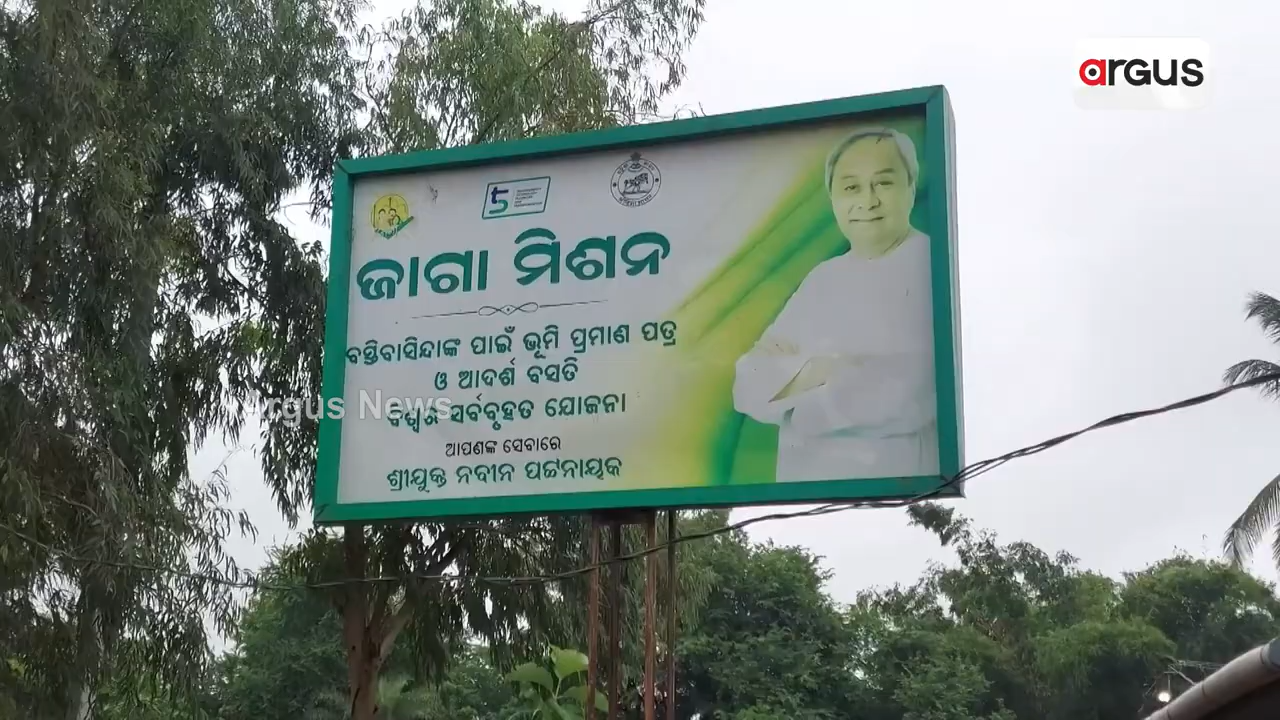 argus
5T
ଜାଗା ମିଶନ
ବସ୍ତିବାସିନ୍ଦାଙ୍କ ପାଇଁ ଭୂମି ପ୍ରମାଣ ପତ୍ର
ଓ ଆଦର୍ଶ ବସତି
Argus News
ବିଶ୍ୱର ସର୍ବବୃହତ ଯୋଜନା
ଆପଣଙ୍କ ସେବାରେ
ଶ୍ରୀଯୁକ୍ତ ନବୀନ ପଟ୍ଟନାୟକ